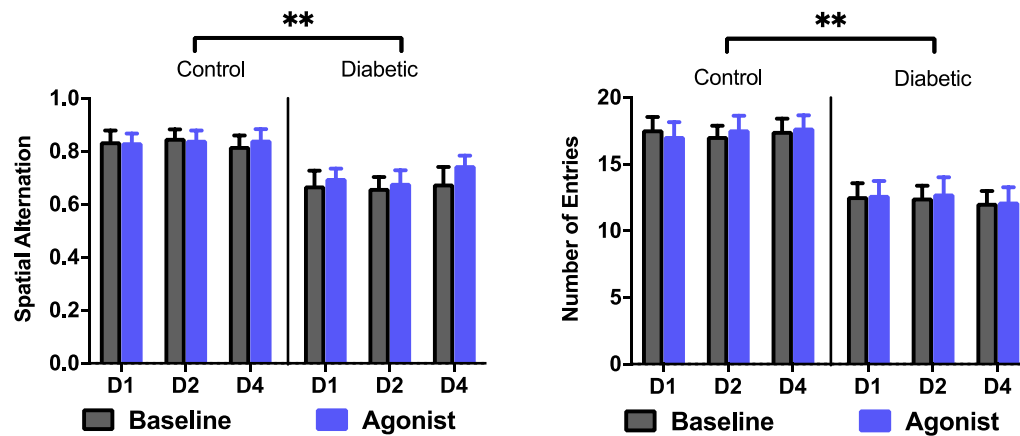 **
Control Diabetic
Spatial Alternation
1.0
0.8
0.6
0.4
0.2
0.0
D1 D2 D4 D1 D2 D4
Baseline Agonist
**
Control Diabetic
Number of Entries
20
15
10
5
0
D1 D2 D4 D1 D2 D4
Baseline Agonist